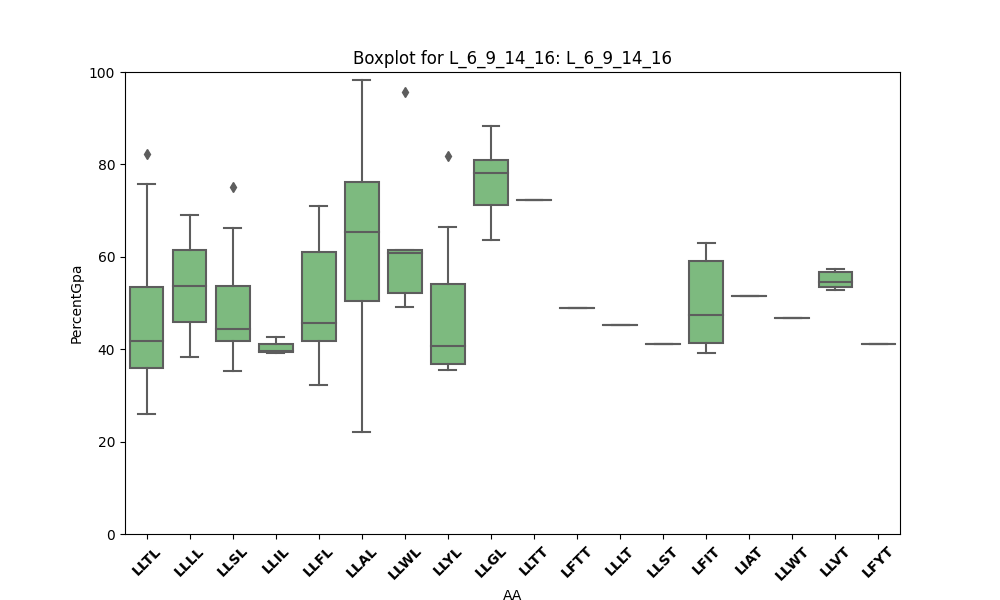 Boxplot for L_6_9_14_16: L_6_9_14_16
PercentGpa
100
80
60
40
20
0
LLTL LLLL LLSL LLIL LLFL LLAL LLWL LLYL LLGL LLTT LFTT LLLT LLST LFIT LIAT LLWT LLVT LFYT
AA